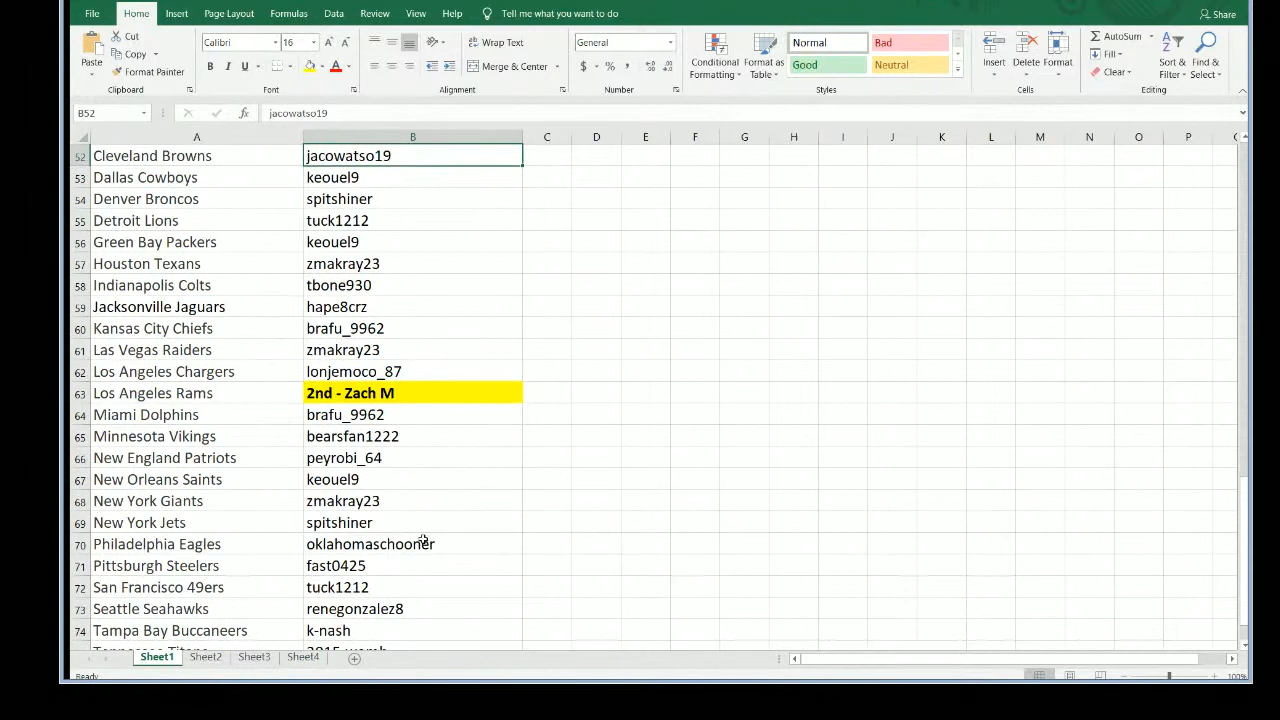 File Home Insert Page Layout Formulas Data Review View Help Tell me what you want to do Share
Paste Cut Copy Format Painter Clipboard
Calibri 16 A A B I U A Font
Wrap Text Merge & Center Alignment
General $ % , Number
Conditional Formatting Format as Table Normal Bad Good Neutral Styles
Insert Delete Format Cells
AutoSum Fill Clear Sort & Filter Find & Select Editing
B52 fx jacowatso19
A B C D E F G H I J K L M N O P
52 Cleveland Browns jacowatso19
53 Dallas Cowboys keouel9
54 Denver Broncos spitshiner
55 Detroit Lions tuck1212
56 Green Bay Packers keouel9
57 Houston Texans zmakray23
58 Indianapolis Colts tbone930
59 Jacksonville Jaguars hape8crz
60 Kansas City Chiefs brafu_9962
61 Las Vegas Raiders zmakray23
62 Los Angeles Chargers lonjemoco_87
63 Los Angeles Rams 2nd - Zach M
64 Miami Dolphins brafu_9962
65 Minnesota Vikings bearsfan1222
66 New England Patriots peyrobi_64
67 New Orleans Saints keouel9
68 New York Giants zmakray23
69 New York Jets spitshiner
70 Philadelphia Eagles oklahomaschooner
71 Pittsburgh Steelers fast0425
72 San Francisco 49ers tuck1212
73 Seattle Seahawks renegonzalez8
74 Tampa Bay Buccaneers k-nash
Sheet1 Sheet2 Sheet3 Sheet4
Ready 100%